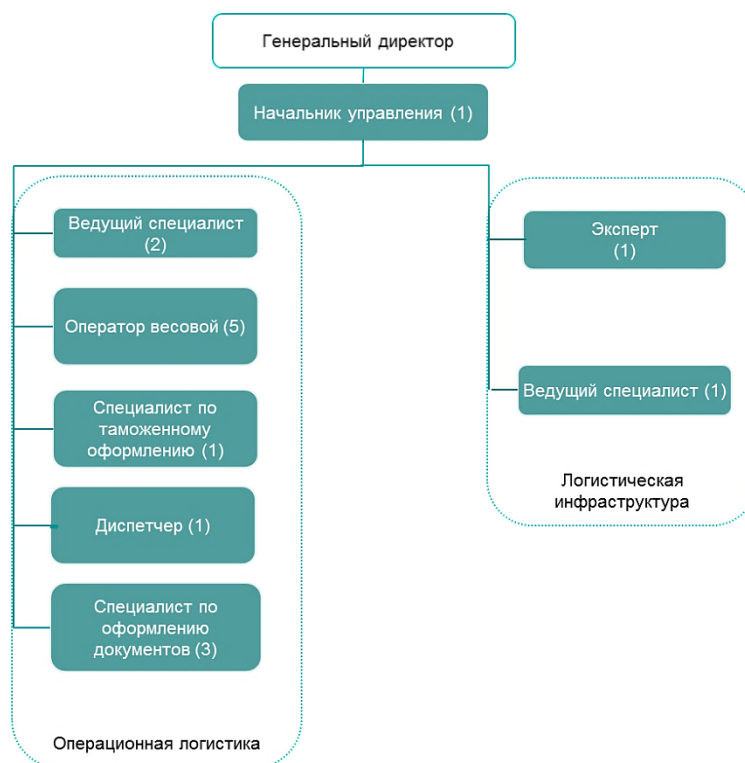 Генеральный директор
Начальник управления (1)
Ведущий специалист
(2)
Оператор весовой (5)
Специалист по
таможенному
оформлению (1)
Диспетчер (1)
Специалист по
оформлению
документов (3)
Операционная логистика
Эксперт
(1)
Ведущий специалист (1)
Логистическая
инфраструктура